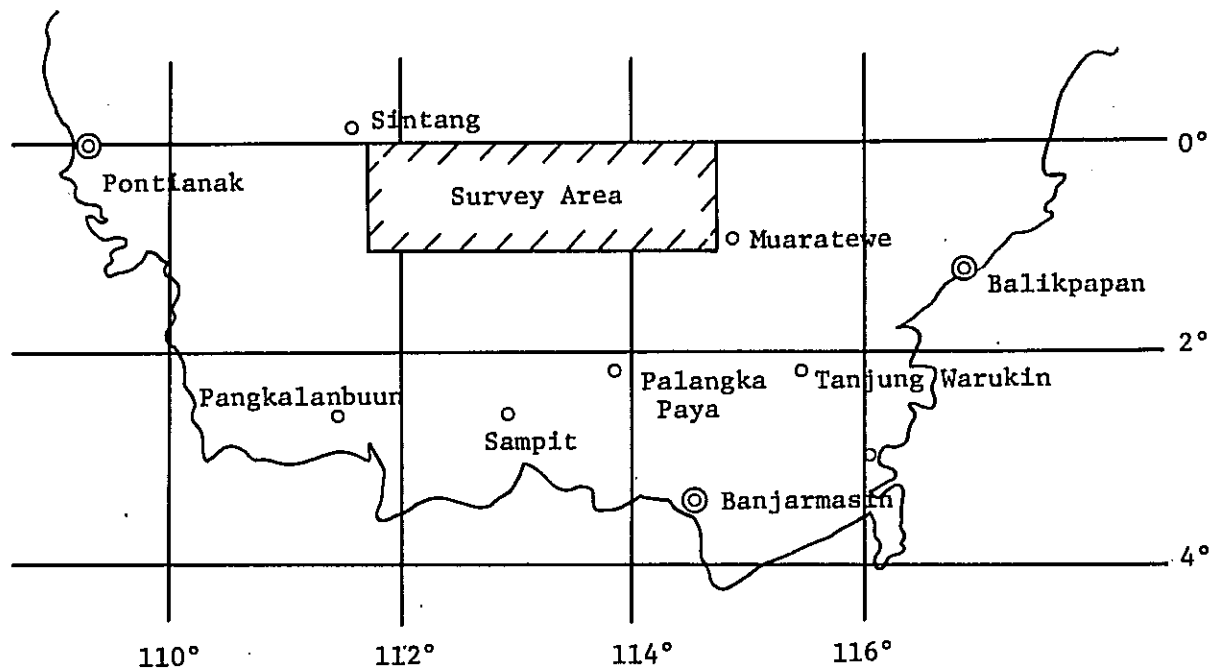 Sintang
0°
Pontianak
Survey Area
Muaratewe
Balikpapan
2°
Pangkalanbuun
Palangka
Paya
Tanjung Warukin
Sampit
Banjarmasin
4°
110°
112°
114°
116°